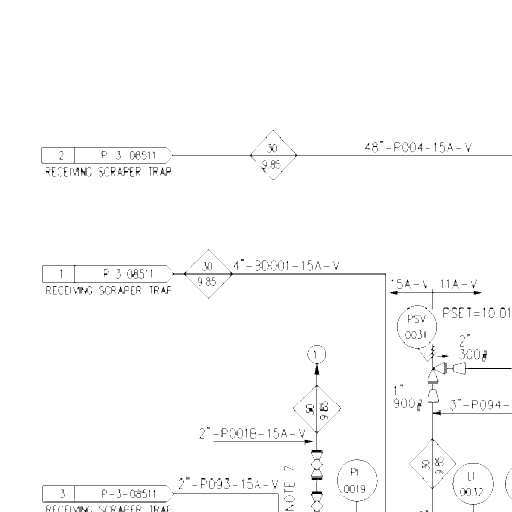 30
48"-P004-15A-V
2 P-3-08511
9.85
RECEIVING SCRAPER TRAP
30
4"-BD001-15A-V
1 P-3-08511
9.85
15A-V 11A-V
RECEIVING SCRAPER TRAP
PSET=10.01
PSV
0031
2"
300#
1
1"
900#
30
9.85
3"-P094-
2"-P001B-15A-V
30
9.85
NOTE 7
PI
0019
LI
0032
2"-P093-15A-V
3 P-3-08511
RECEIVING SCRAPER TRAP